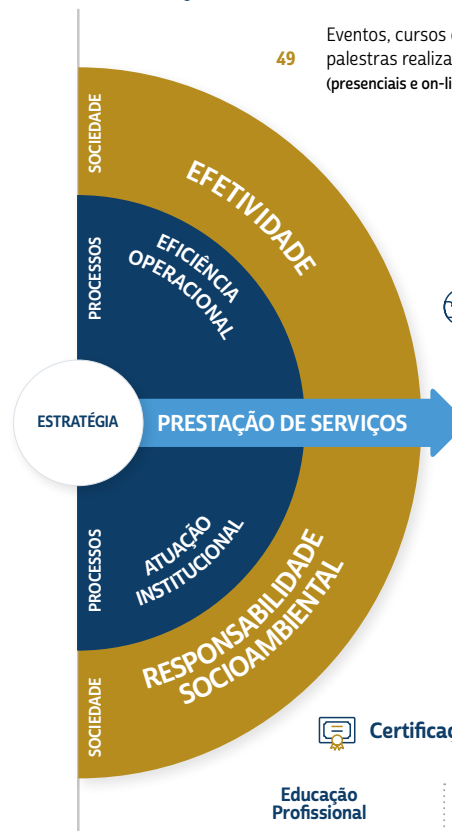 Eventos, cursos
49
palestras realiza
(presenciais e on-li
SOCIEDADE
EFETIVIDADE
PROCESSOS
EFICIÊNCIA
OPERACIONAL
ESTRATÉGIA
PRESTAÇÃO DE SERVIÇOS
PROCESSOS
ATUAÇÃO
INSTITUCIONAL
RESPONSABILIDADE
SOCIOAMBIENTAL
SOCIEDADE
Certificaç
Educação
Profissional